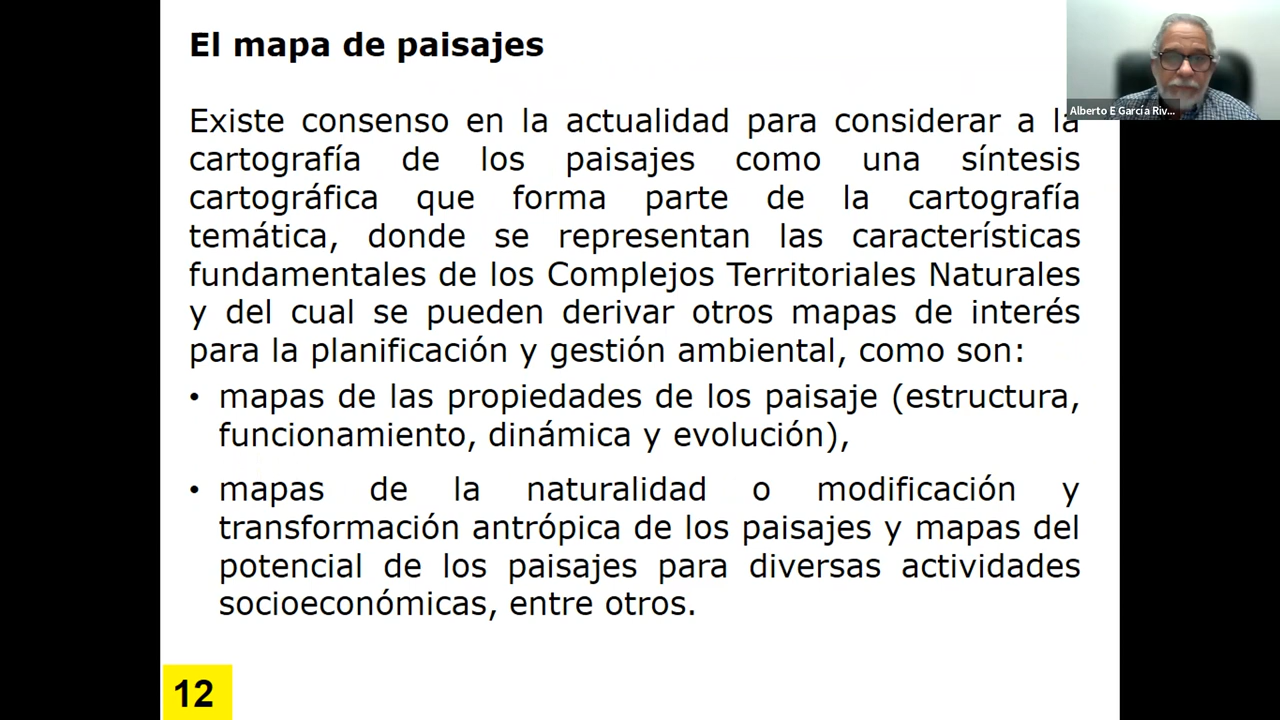 El mapa de paisajes
Alberto E García Riv...
Existe consenso en la actualidad para considerar a la
cartografía de los paisajes como una síntesis
cartográfica que forma parte de la cartografía
temática, donde se representan las características
fundamentales de los Complejos Territoriales Naturales
y del cual se pueden derivar otros mapas de interés
para la planificación y gestión ambiental, como son:
• mapas de las propiedades de los paisaje (estructura,
funcionamiento, dinámica y evolución),
• mapas de la naturalidad o modificación y
transformación antrópica de los paisajes y mapas del
potencial de los paisajes para diversas actividades
socioeconómicas, entre otros.
12